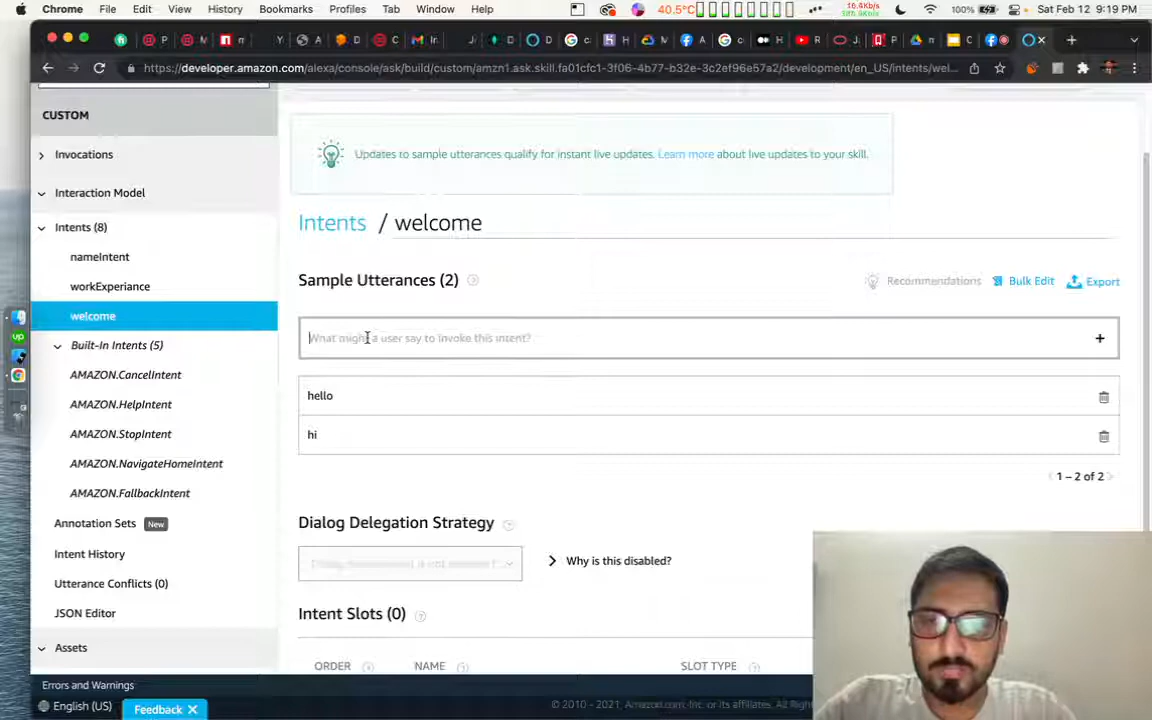 Chrome File Edit View History Bookmarks Profiles Tab Window Help 40.5°C 100% Sat Feb 12 9:19 PM
https://developer.amazon.com/alexa/console/ask/build/custom/amzn1.ask.skill.fa01cfc1-3f06-4b77-b32e-3c2ef96e57a2/development/en_US/intents/wel...
CUSTOM
Invocations
Interaction Model
Intents (8)
nameIntent
workExperiance
welcome
Built-In Intents (5)
AMAZON.CancelIntent
AMAZON.HelpIntent
AMAZON.StopIntent
AMAZON.NavigateHomeIntent
AMAZON.FallbackIntent
Annotation Sets New
Intent History
Utterance Conflicts (0)
JSON Editor
Assets
Updates to sample utterances qualify for instant live updates. Learn more about live updates to your skill.
Intents / welcome
Sample Utterances (2)
Recommendations Bulk Edit Export
What might a user say to invoke this intent?
hello
hi
1 – 2 of 2
Dialog Delegation Strategy
Why is this disabled?
Intent Slots (0)
ORDER NAME SLOT TYPE
Errors and Warnings
English (US) Feedback
© 2010 - 2021, Amazon.com, Inc. or its affiliates. All Righ